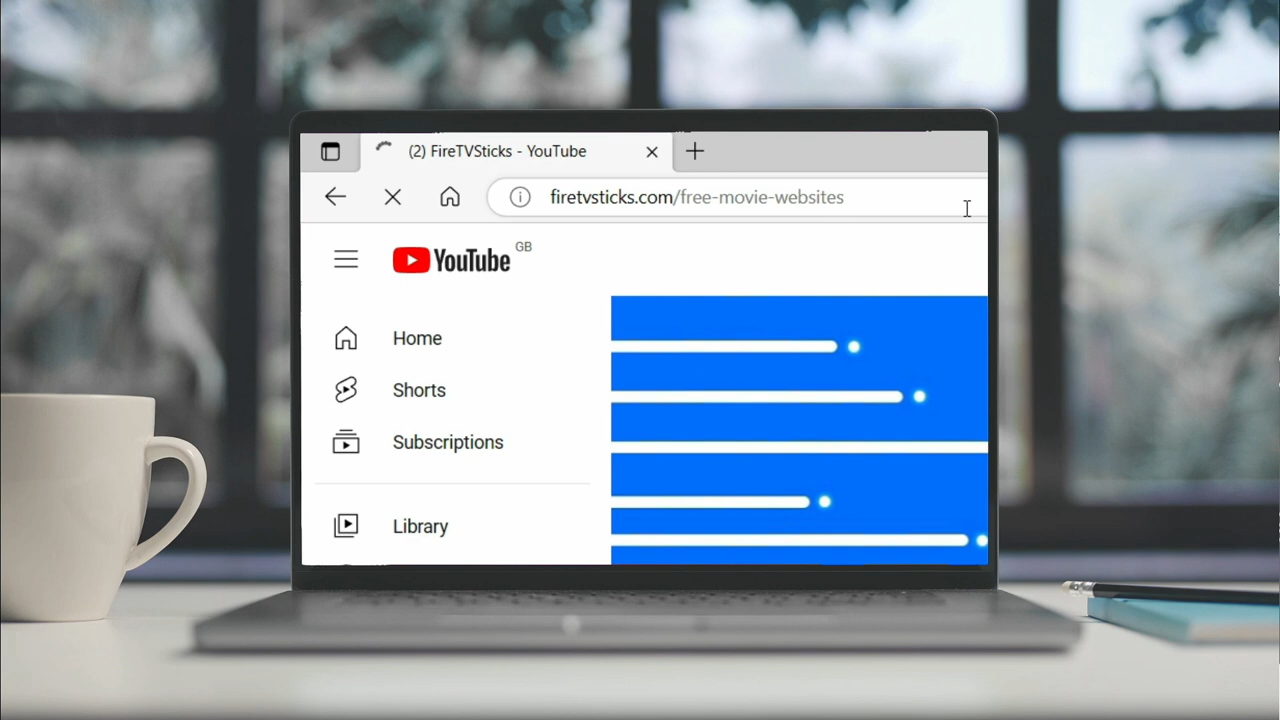 (2) FireTVSticks - YouTube
firetvsticks.com/free-movie-websites
YouTube GB
Home
Shorts
Subscriptions
Library